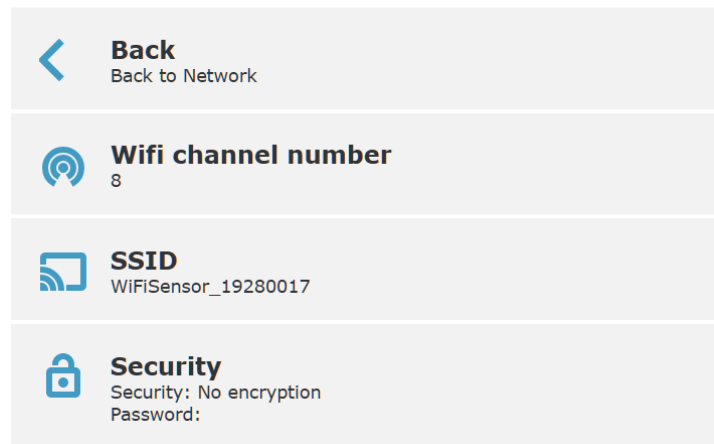 Back
Back to Network
Wifi channel number
8
SSID
WiFiSensor_19280017
Security
Security: No encryption
Password: